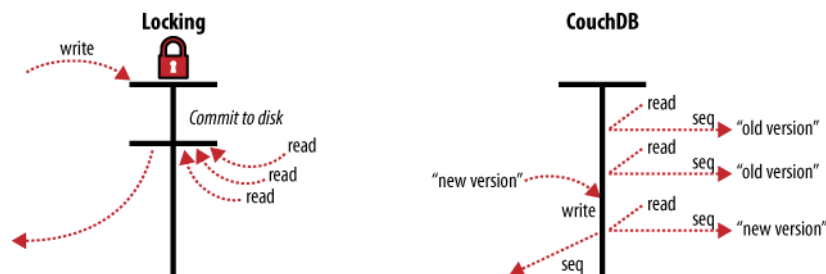 Locking
write
Commit to disk
read
read
read
CouchDB
read
seq
“old version”
read
seq
“old version”
“new version”
write
read
seq
“new version”
seq